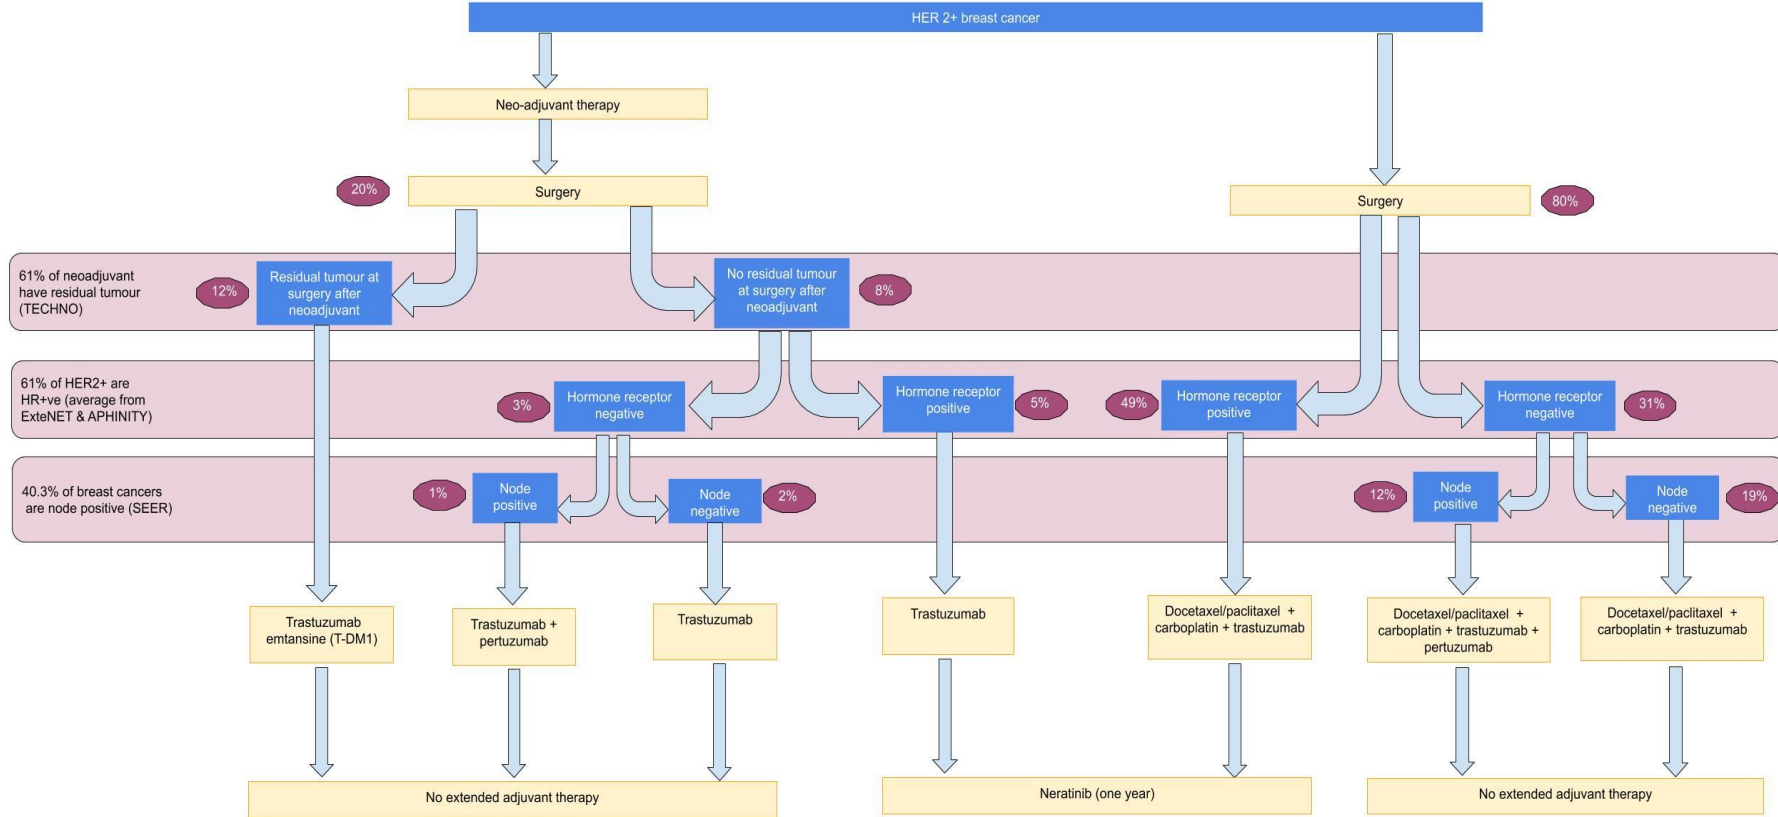 HER 2+ breast cancer
Neo-adjuvant therapy
20%
Surgery
Surgery
80%
61% of neoadjuvant
have residual tumour
(TECHNO)
12%
Residual tumour at
surgery after
neoadjuvant
No residual tumour
at surgery after
neoadjuvant
8%
61% of HER2+ are
HR+ve (average from
ExteNET & APHINITY)
3%
Hormone receptor
negative
Hormone receptor
positive
5%
49%
Hormone receptor
positive
Hormone receptor
negative
31%
40.3% of breast cancers
are node positive (SEER)
1%
Node
positive
Node
negative
2%
12%
Node
positive
Node
negative
19%
Trastuzumab
emtansine (T-DM1)
Trastuzumab +
pertuzumab
Trastuzumab
Trastuzumab
Docetaxel/paclitaxel +
carboplatin + trastuzumab
Docetaxel/paclitaxel +
carboplatin + trastuzumab +
pertuzumab
Docetaxel/paclitaxel +
carboplatin + trastuzumab
No extended adjuvant therapy
Neratinib (one year)
No extended adjuvant therapy